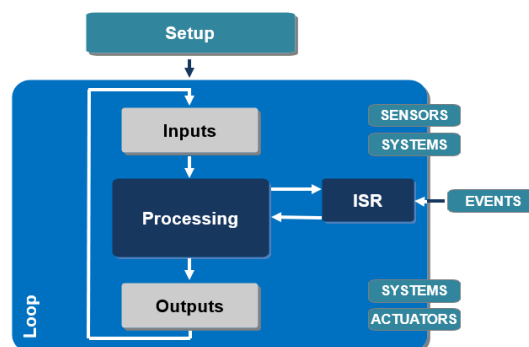 Setup
Inputs
SENSORS
SYSTEMS
Processing
ISR
EVENTS
Outputs
SYSTEMS
ACTUATORS
Loop